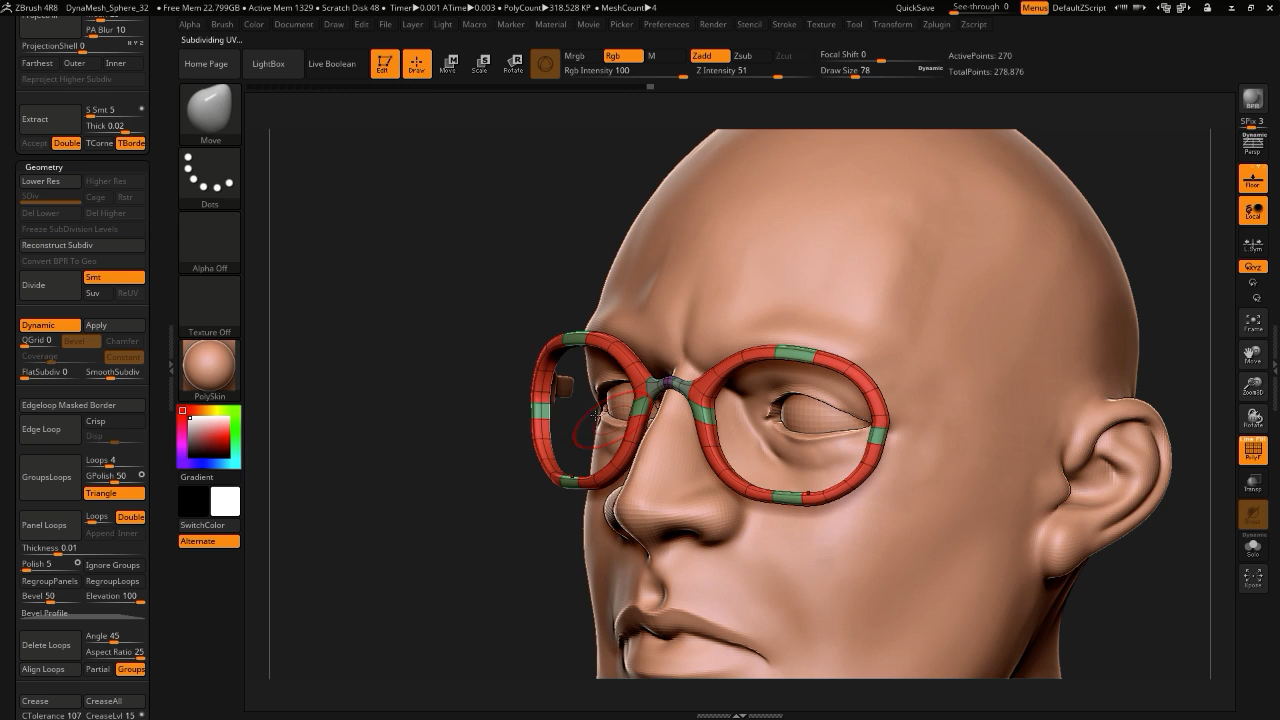 ZBrush 4R8 DynaMesh_Sphere_32 • Free Mem 22.799GB • Active Mem 1329 • Scratch Disk 48 • Timer▶0.001 ATime▶0.003 • PolyCount▶318.528 KP • MeshCount▶4 QuickSave See-through 0 Menus DefaultZScript
Alpha Brush Color Document Draw Edit File Layer Light Macro Marker Material Movie Picker Preferences Render Stencil Stroke Texture Tool Transform Zplugin Zscript
Subdividing UV...
Home Page LightBox Live Boolean Edit Draw Move Scale Rotate
Mrgb Rgb M Zadd Zsub Zcut Focal Shift 0 ActivePoints: 270
Rgb Intensity 100 Z Intensity 51 Draw Size 78 Dynamic TotalPoints: 278,876
PA Blur 10
ProjectionShell 0
Farthest Outer Inner
Reproject Higher Subdiv
Extract
S Smt 5
Thick 0.02
Accept Double TCorne TBorde
Geometry
Lower Res Higher Res
SDiv Cage Rstr
Del Lower Del Higher
Freeze SubDivision Levels
Reconstruct Subdiv
Convert BPR To Geo
Divide
Smt
Suv ReUV
Dynamic Apply
QGrid 0 Bevel Chamfer
Coverage Constant
FlatSubdiv 0 SmoothSubdiv
Edgeloop Masked Border
Edge Loop
Crisp
Disp
GroupsLoops
Loops 4
GPolish 50
Triangle
Panel Loops
Loops Double
Append Inner
Thickness 0.01
Polish 5 Ignore Groups
RegroupPanels RegroupLoops
Bevel 50 Elevation 100
Bevel Profile
Delete Loops
Angle 45
Aspect Ratio 25
Align Loops Partial Groups
Crease CreaseAll
CTolerance 107 CreaseLvl 15
Move
Dots
Alpha Off
Texture Off
PolySkin
Gradient
SwitchColor
Alternate
BPR
SPix 3
Dynamic
Persp
Floor
Local
L.Sym
XYZ
Frame
Move
Zoom3D
Rotate
Line Fill
PolyF
Transp
Dynamic
Solo
Xpose